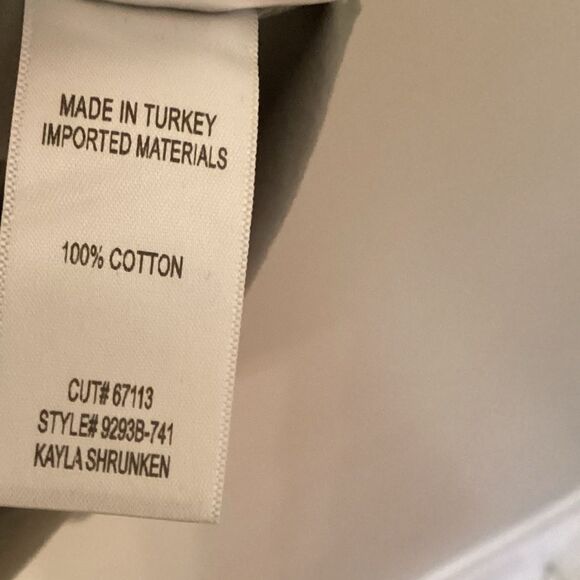 MADE IN TURKEY
IMPORTED MATERIALS
100% COTTON
CUT# 67113
STYLE# 9293B-741
KAYLA SHRUNKEN